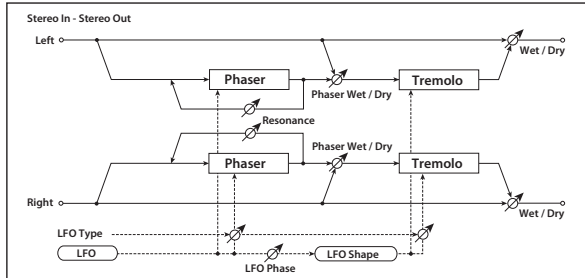 Stereo In - Stereo Out
Left
Wet / Dry
Phaser
Phaser Wet / Dry
Tremolo
Resonance
Phaser
Phaser Wet / Dry
Tremolo
Right
Wet / Dry
LFO Type
LFO
LFO Phase
LFO Shape